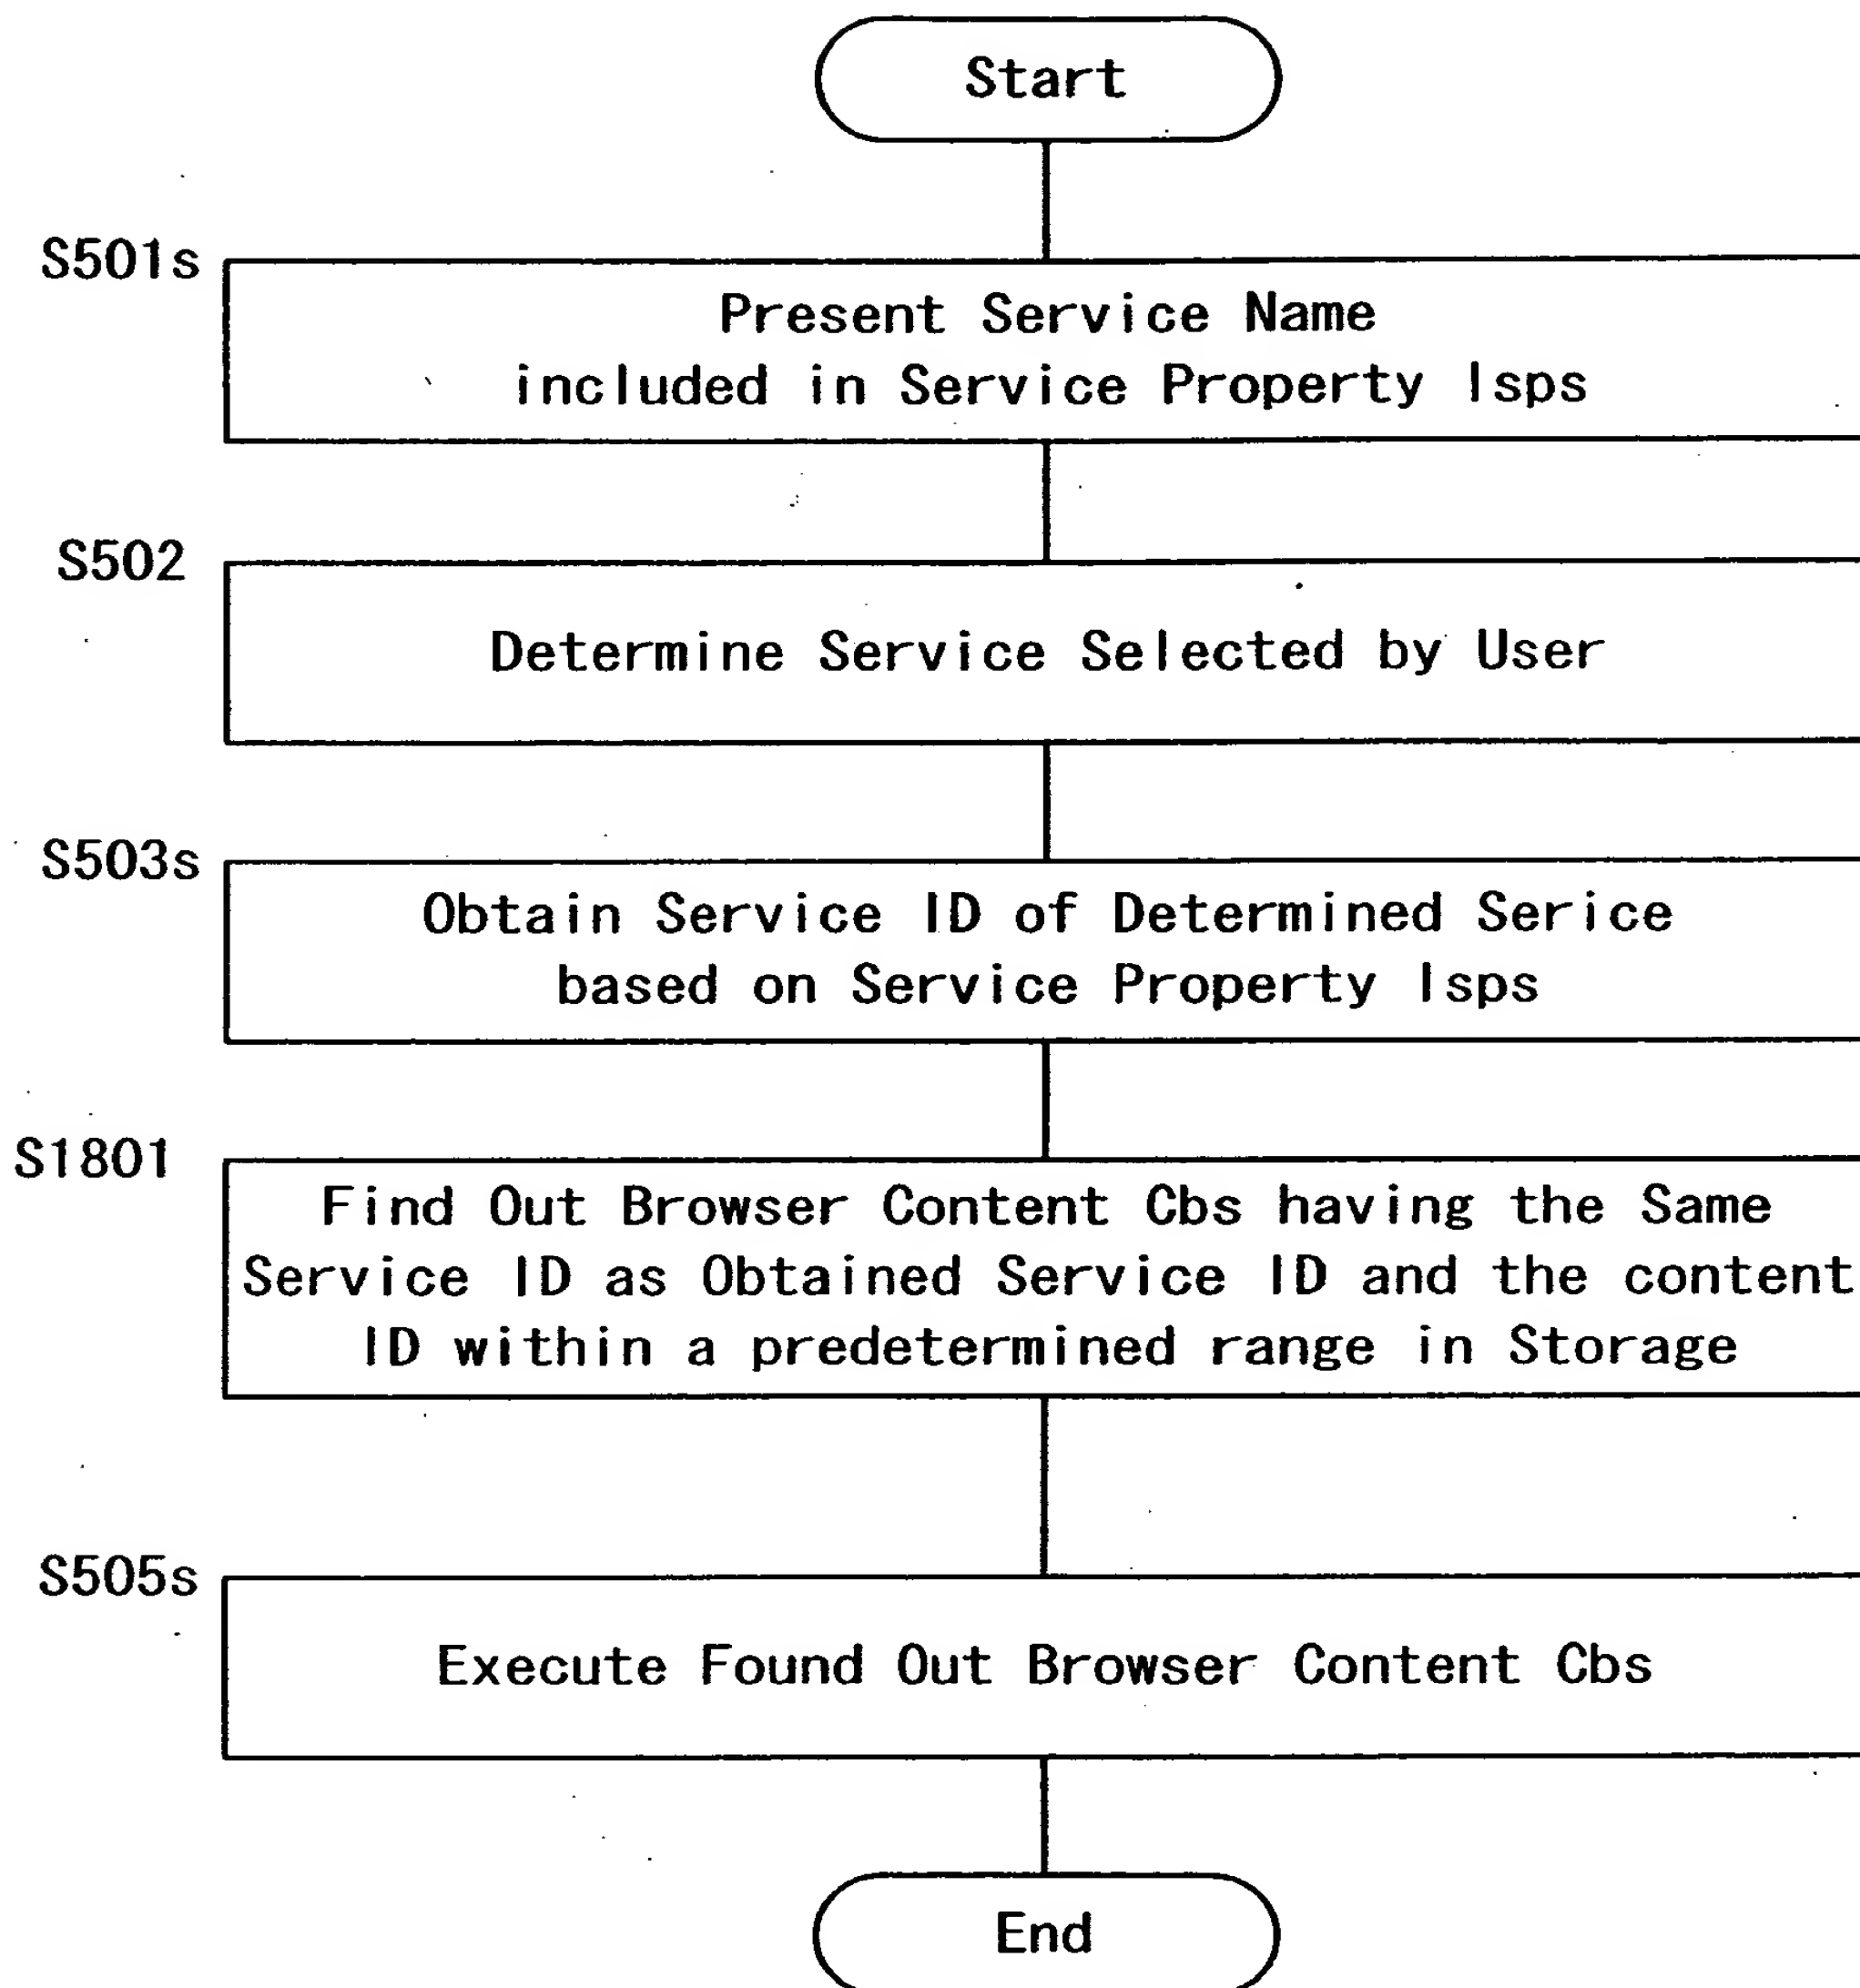 Start
S501s
Present Service Name
included in Service Property Isps
S502
Determine Service Selected by User
S503s
Obtain Service ID of Determined Serice
based on Service Property Isps
S1801
Find Out Browser Content Cbs having the Same
Service ID as Obtained Service ID and the content
ID within a predetermined range in Storage
S505s
Execute Found Out Browser Content Cbs
End